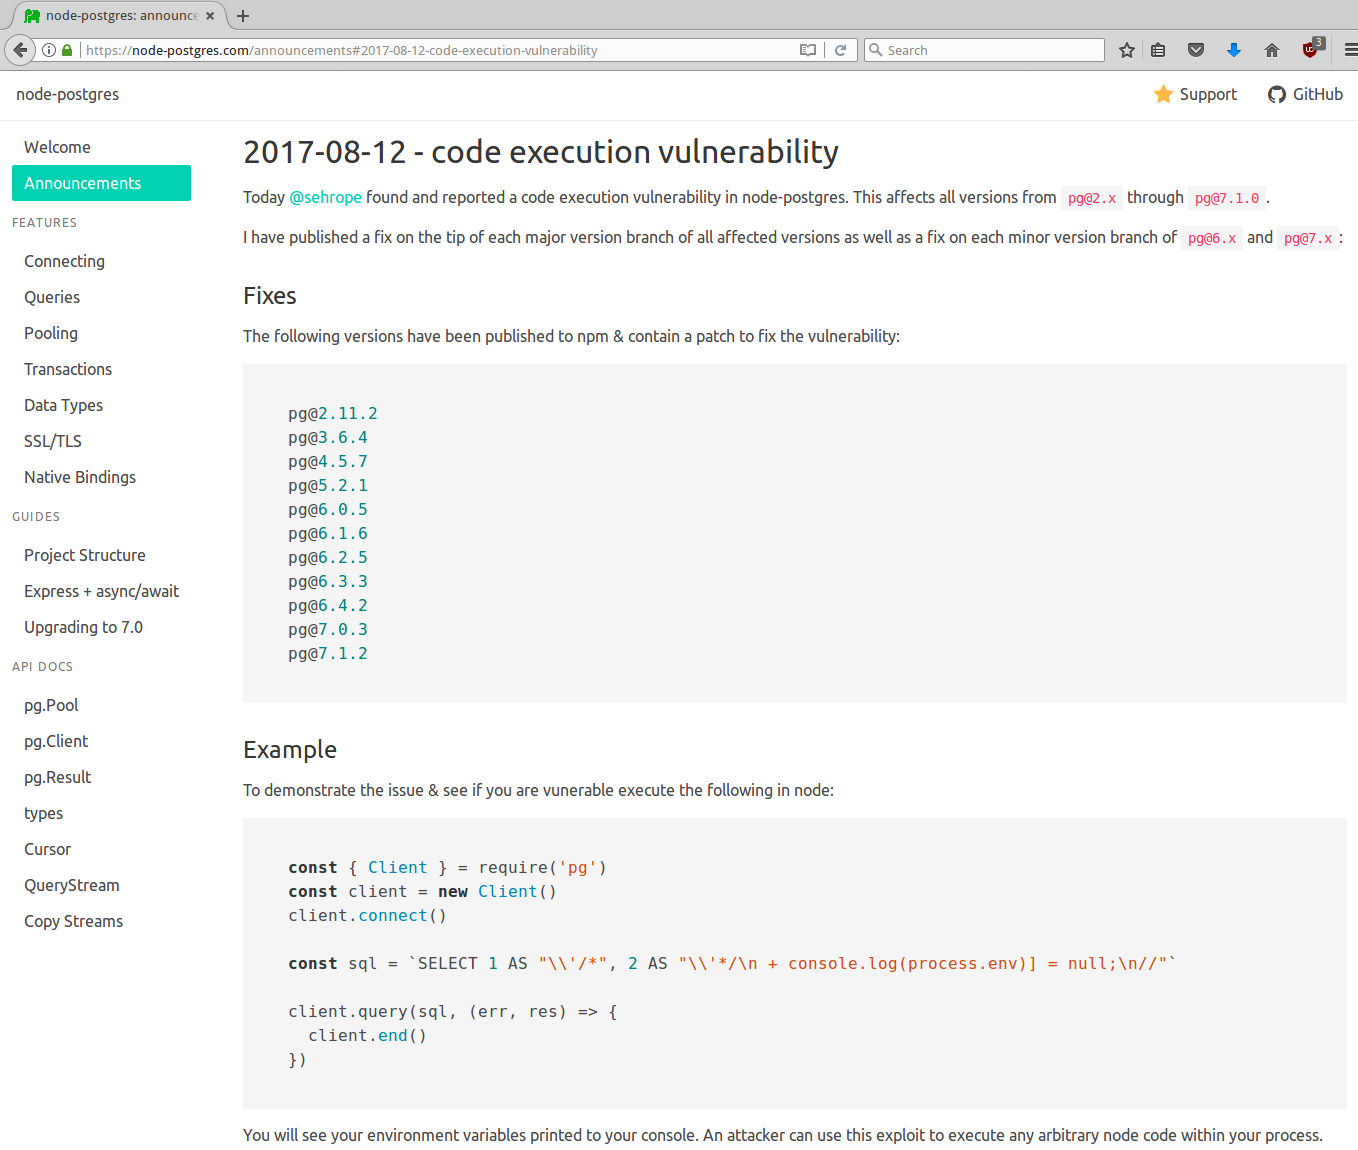 node-postgres: announce
https://node-postgres.com/announcements#2017-08-12-code-execution-vulnerability
Search
3
node-postgres
Support
GitHub
Welcome
Announcements
FEATURES
Connecting
Queries
Pooling
Transactions
Data Types
SSL/TLS
Native Bindings
GUIDES
Project Structure
Express + async/await
Upgrading to 7.0
API DOCS
pg.Pool
pg.Client
pg.Result
types
Cursor
QueryStream
Copy Streams
2017-08-12 - code execution vulnerability
Today @sehrope found and reported a code execution vulnerability in node-postgres. This affects all versions from pg@2.x through pg@7.1.0.
I have published a fix on the tip of each major version branch of all affected versions as well as a fix on each minor version branch of pg@6.x and pg@7.x:
Fixes
The following versions have been published to npm & contain a patch to fix the vulnerability:
pg@2.11.2
pg@3.6.4
pg@4.5.7
pg@5.2.1
pg@6.0.5
pg@6.1.6
pg@6.2.5
pg@6.3.3
pg@6.4.2
pg@7.0.3
pg@7.1.2
Example
To demonstrate the issue & see if you are vunerable execute the following in node:
const { Client } = require('pg')
const client = new Client()
client.connect()
const sql = `SELECT 1 AS "\\'/*", 2 AS "\\'*/\n + console.log(process.env)] = null;\n//"`
client.query(sql, (err, res) => {
client.end()
})
You will see your environment variables printed to your console. An attacker can use this exploit to execute any arbitrary node code within your process.